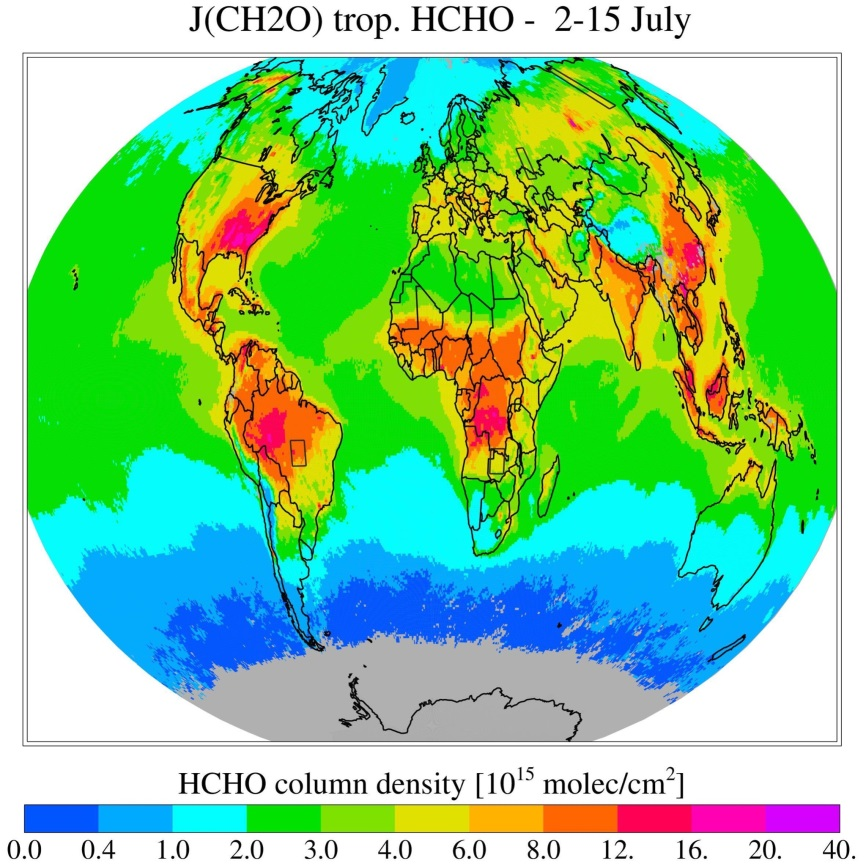 J(CH2O) trop. HCHO - 2-15 July
HCHO column density [10¹⁵ molec/cm²]
0.0 0.4 1.0 2.0 3.0 4.0 6.0 8.0 12. 16. 20. 40.